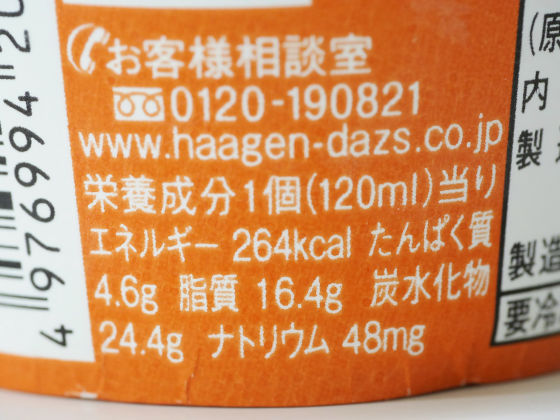 お客様相談室
0120-190821
www.haagen-dazs.co.jp
栄養成分1個(120ml)当り
エネルギー 264kcal たんぱく質
4.6g 脂質 16.4g 炭水化物
24.4g ナトリウム 48mg
(原
内
製
製造
要冷